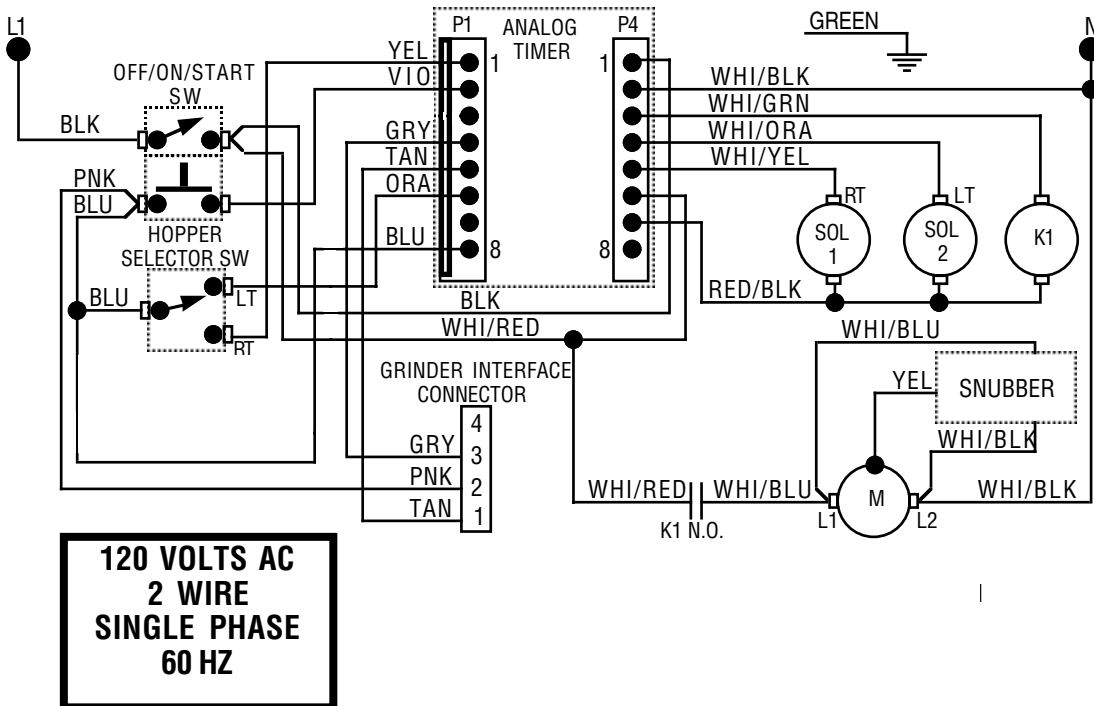 L1
P1
ANALOG
TIMER
P4
GREEN
N
YEL
1
1
OFF/ON/START
SW
VIO
WHI/BLK
WHI/GRN
BLK
GRY
WHI/ORA
TAN
WHI/YEL
PNK
ORA
RT
LT
BLU
SOL
1
SOL
2
K1
HOPPER
SELECTOR SW
BLU
8
8
BLU
LT
BLK
RED/BLK
RT
WHI/RED
WHI/BLU
GRINDER INTERFACE
CONNECTOR
YEL
SNUBBER
4
GRY
3
WHI/BLK
PNK
2
WHI/RED
WHI/BLU
M
WHI/BLK
TAN
1
K1 N.O.
L1
L2
120 VOLTS AC
2 WIRE
SINGLE PHASE
60 HZ